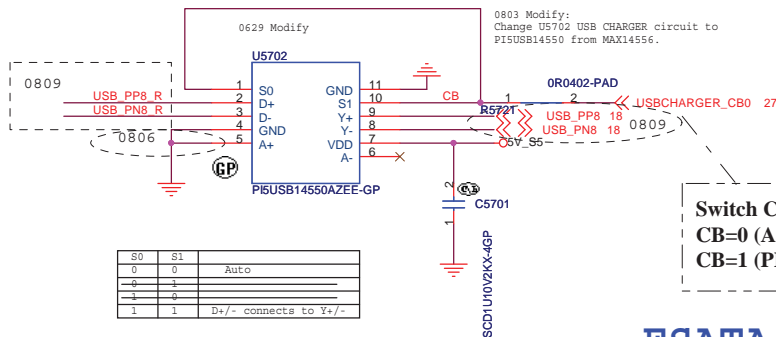 0629 Modify
0803 Modify:
Change U5702 USB CHARGER circuit to
PI5USB14550 from MAX14556.
U5702
0809
USB_PP8_R
USB_PN8_R
0806
1 S0
2 D+
3 D-
4 GND
5 A+
GND 11
S1 10
Y+ 9
Y- 8
VDD 7
A- 6
CB
R5721
1
2
0R0402-PAD
USBCHARGER_CB0 27
USB_PP8 18
USB_PN8 18
0809
5V_S5
GP
PI5USB14550AZEE-GP
2
1
C5701
SCD1U10V2KX-4GP
Switch C
CB=0 (A
CB=1 (P
S0 S1
0 0 Auto
0 1
1 0
1 1 D+/- connects to Y+/-
ESATA